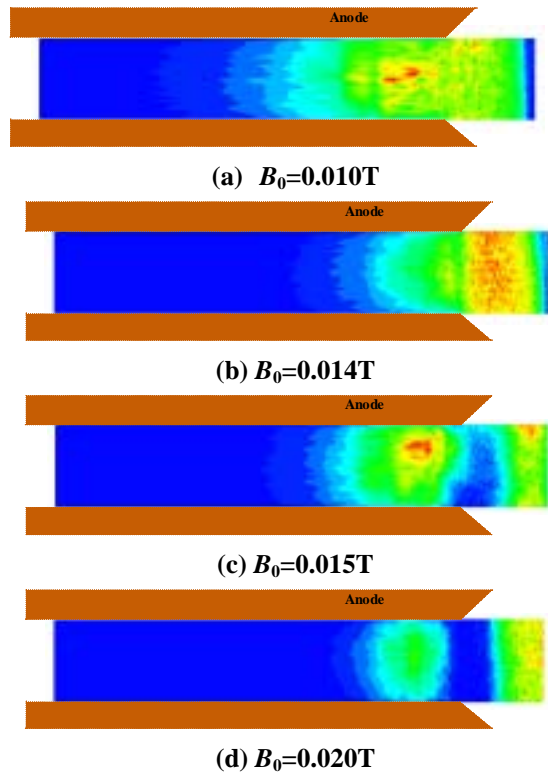 Anode
(a) B₀=0.010T
Anode
(b) B₀=0.014T
Anode
(c) B₀=0.015T
Anode
(d) B₀=0.020T